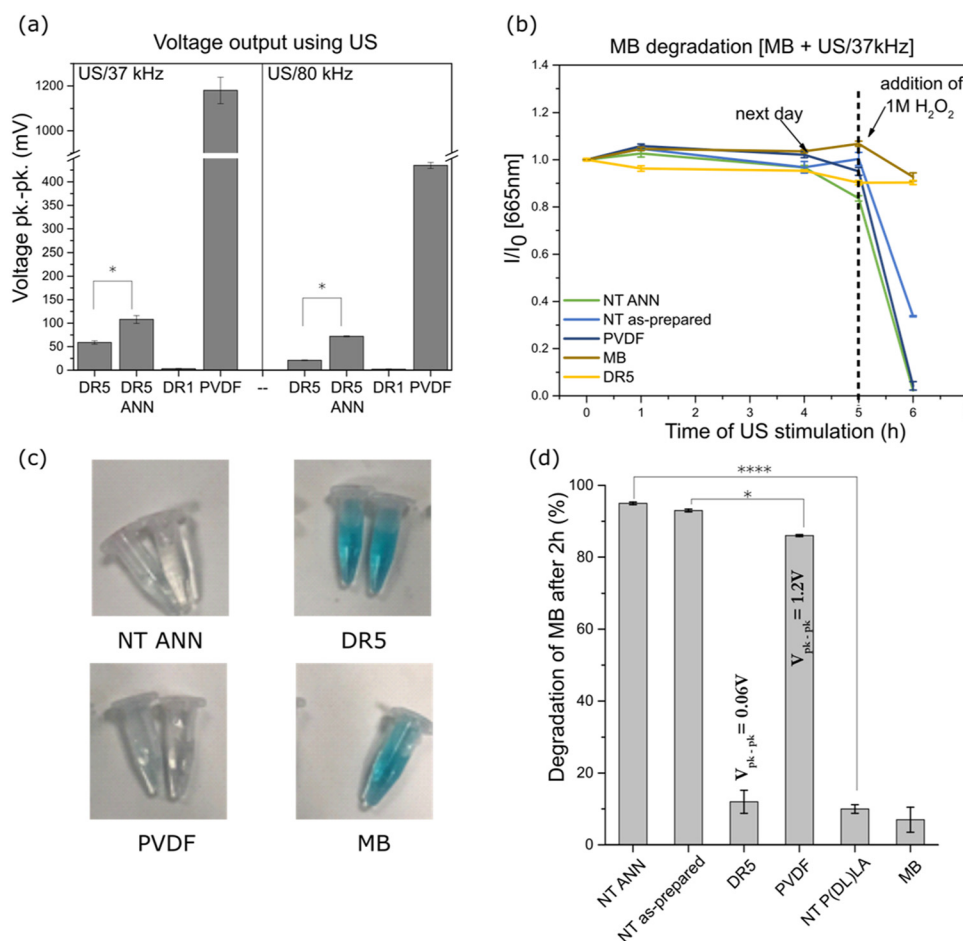 (a)
Voltage output using US
US/37 kHz
US/80 kHz
Voltage pk.-pk. (mV)
1200
1000
400
350
300
250
200
150
100
50
0
*
*
DR5 DR5 DR1 PVDF -- DR5 DR5 DR1 PVDF
ANN ANN
(b)
MB degradation [MB + US/37kHz]
I/I0 [665nm]
1.4
1.2
1.0
0.8
0.6
0.4
0.2
0.0
next day
addition of
1M H2O2
NT ANN
NT as-prepared
PVDF
MB
DR5
0 1 2 3 4 5 6
Time of US stimulation (h)
(c)
NT ANN
DR5
PVDF
MB
(d)
Degradation of MB after 2h (%)
100
80
60
40
20
0
****
*
Vpk - pk = 0.06V
Vpk - pk = 1.2V
NT ANN
NT as-prepared
DR5
PVDF
NT P(DL)LA
MB